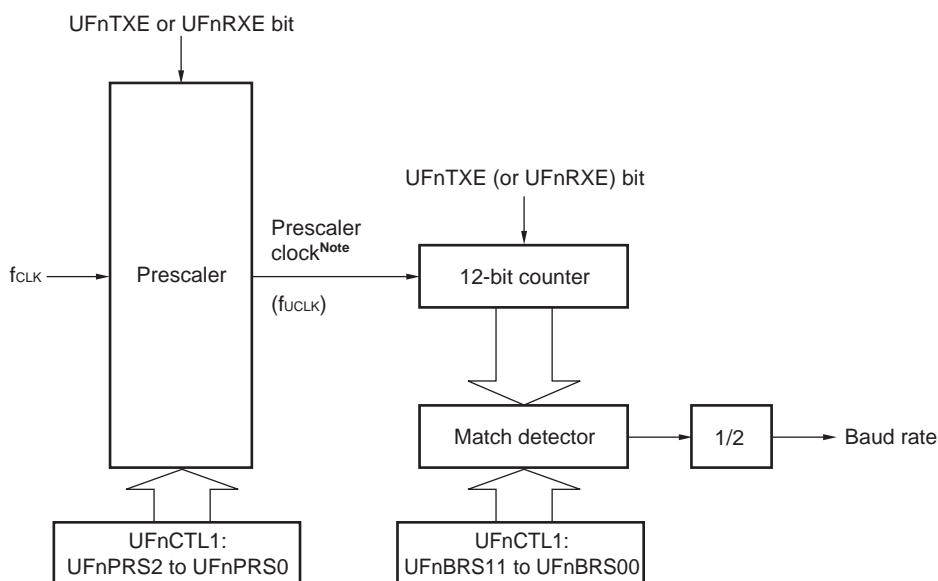 UFnTXE or UFnRXE bit
UFnTXE (or UFnRXE) bit
Prescaler
clockNote
fCLK
Prescaler
12-bit counter
(fUCLK)
Match detector
1/2
Baud rate
UFnCTL1:
UFnPRS2 to UFnPRS0
UFnCTL1:
UFnBRS11 to UFnBRS00